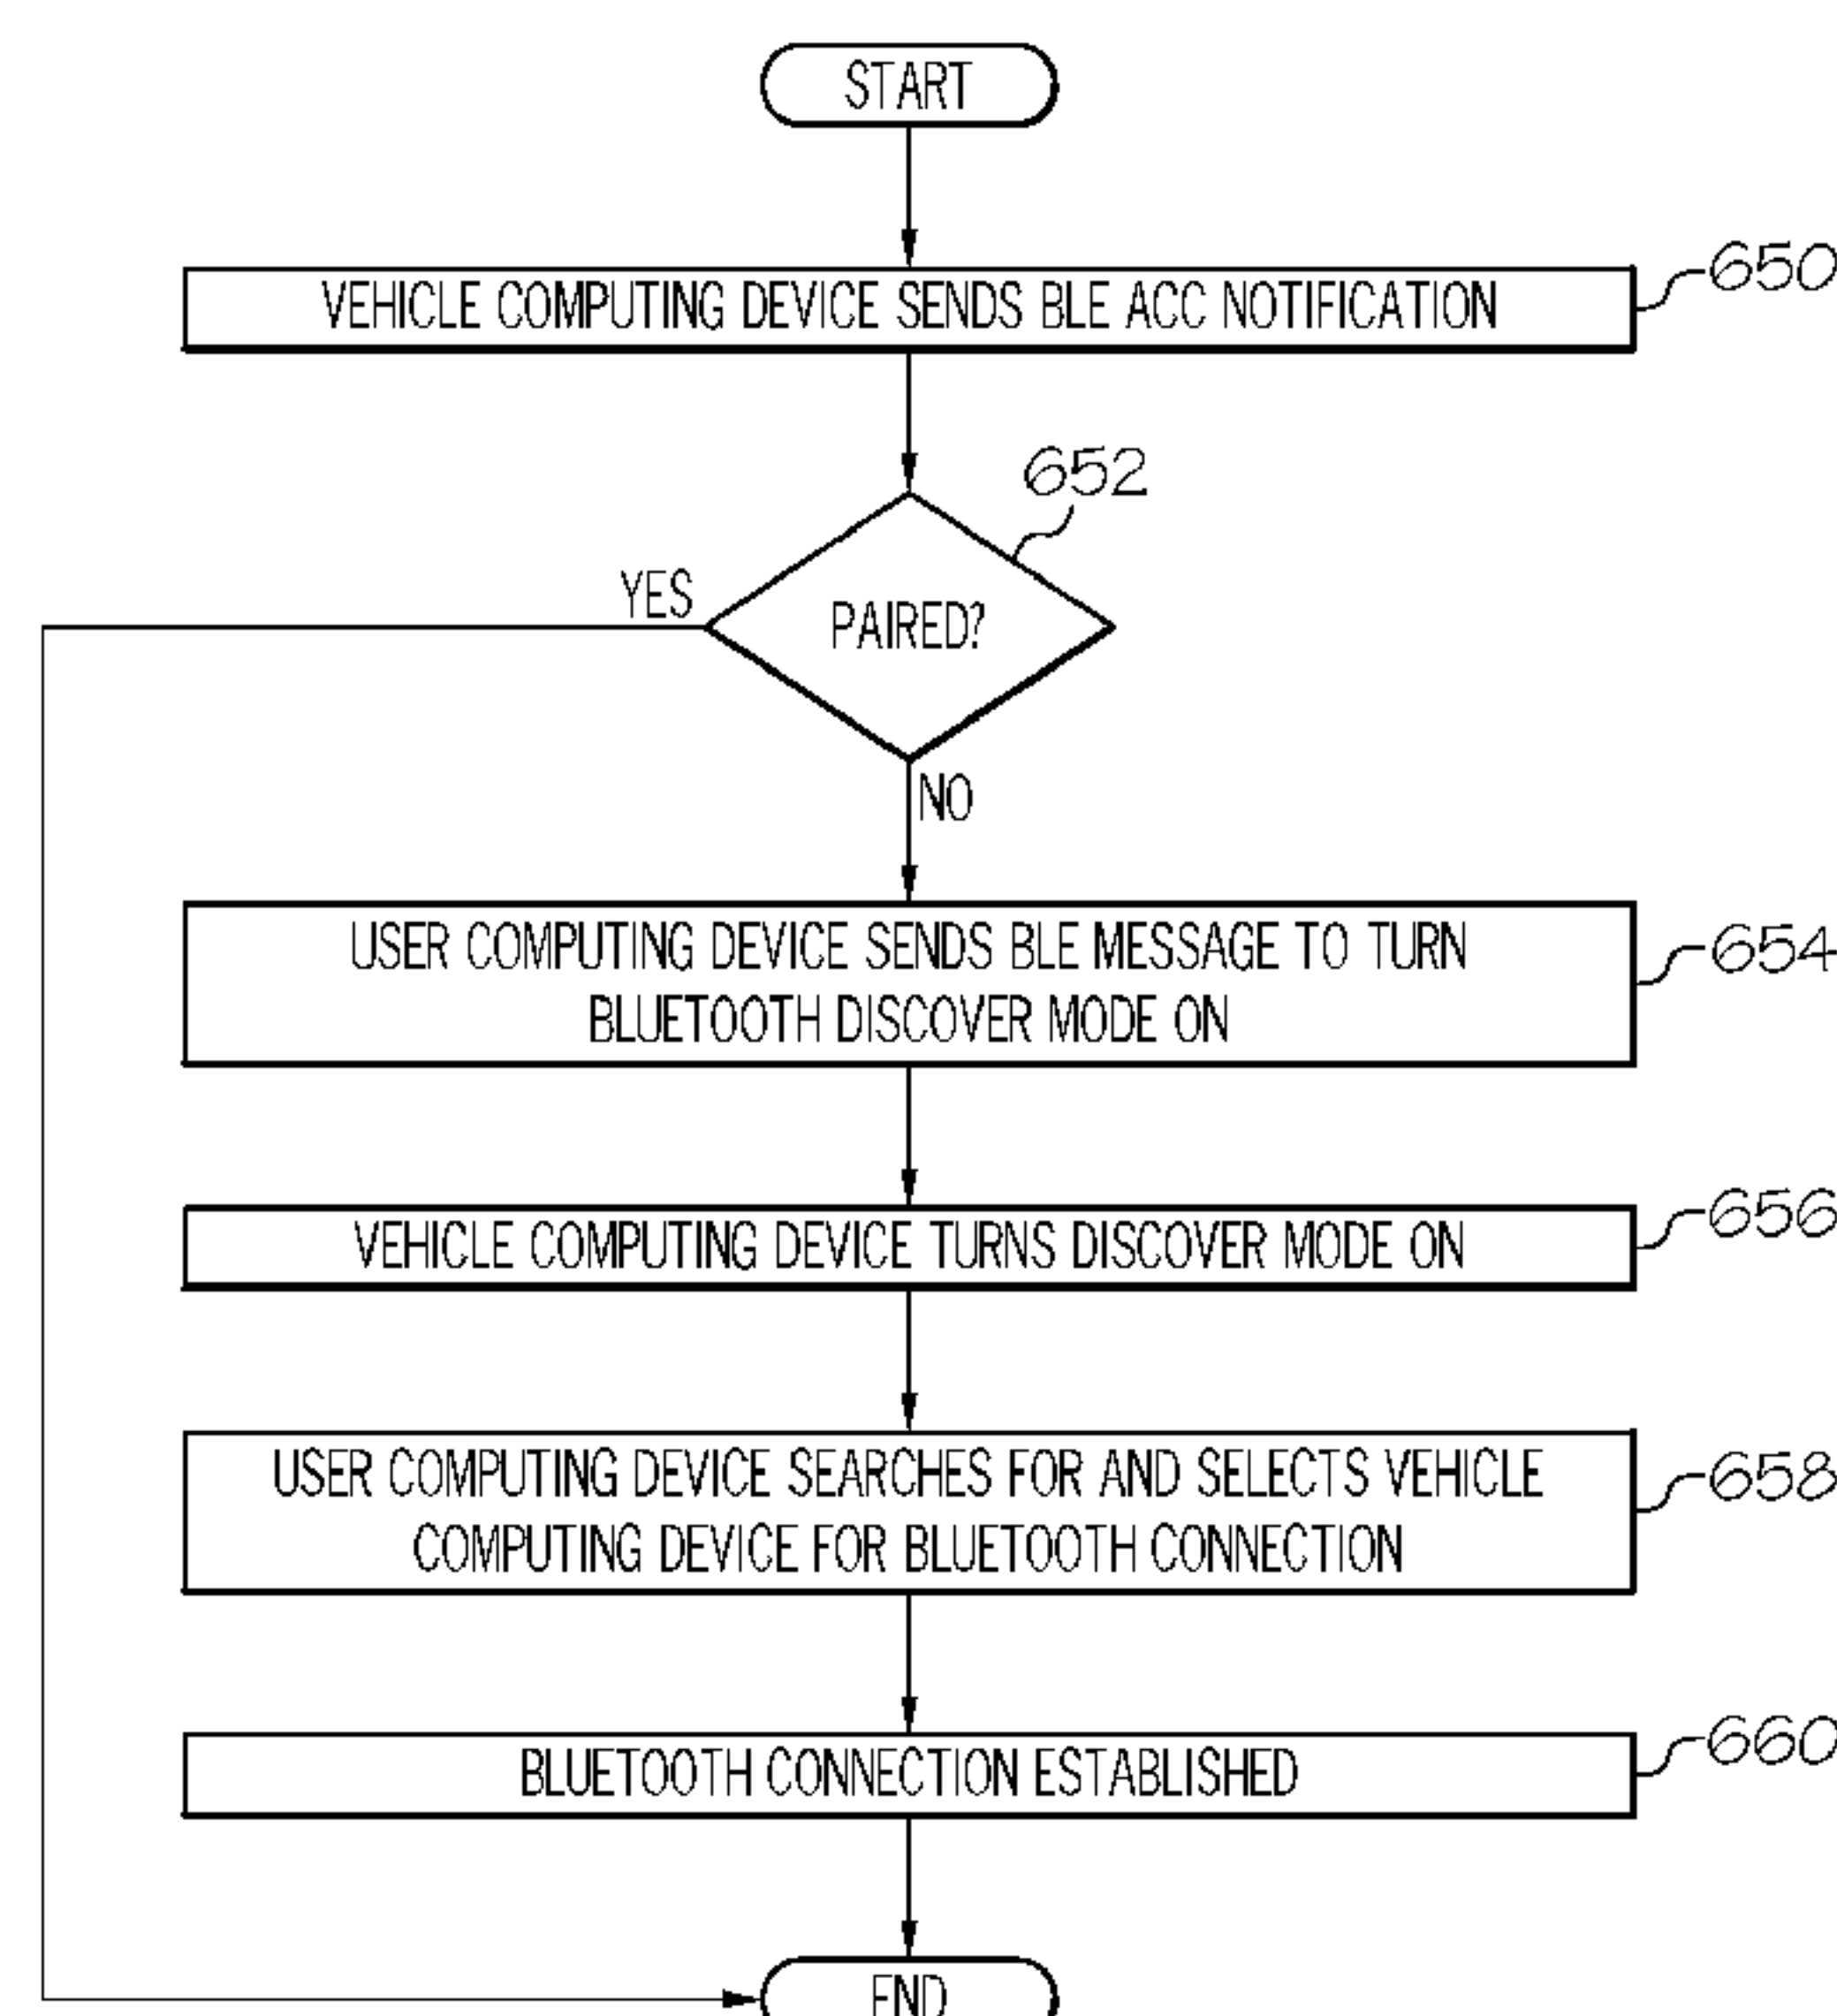 START
VEHICLE COMPUTING DEVICE SENDS BLE ACC NOTIFICATION
650
652
YES
PAIRED?
NO
USER COMPUTING DEVICE SENDS BLE MESSAGE TO TURN
BLUETOOTH DISCOVER MODE ON
654
VEHICLE COMPUTING DEVICE TURNS DISCOVER MODE ON
656
USER COMPUTING DEVICE SEARCHES FOR AND SELECTS VEHICLE
COMPUTING DEVICE FOR BLUETOOTH CONNECTION
658
BLUETOOTH CONNECTION ESTABLISHED
660
END